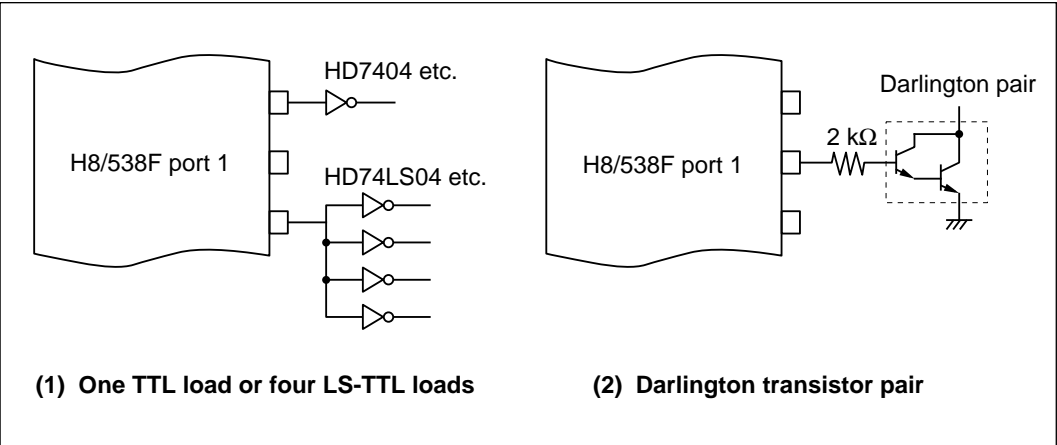 HD7404 etc.
H8/538F port 1
HD74LS04 etc.
(1) One TTL load or four LS-TTL loads
Darlington pair
2 kΩ
H8/538F port 1
(2) Darlington transistor pair